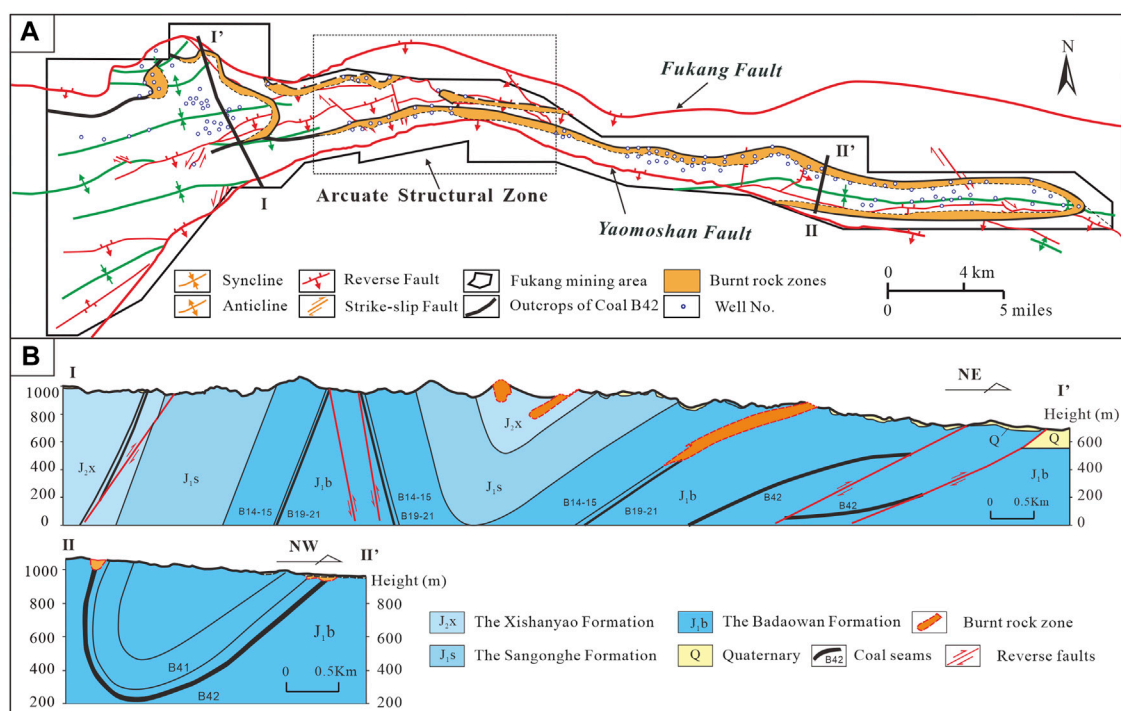 A
I'
N
Fukang Fault
II'
I
Arcuate Structural Zone
II
Yaomoshan Fault
Syncline
Reverse Fault
Fukang mining area
Burnt rock zones
0 4 km
Anticline
Strike-slip Fault
Outcrops of Coal B42
Well No.
0 5 miles
B
I
NE
I'
1000
Height (m)
800
J₂x
Q
Q
600
600
400
J₂x
J₁s
B14-15
J₁b
B14-15
J₁s
B14-15
J₁b
B42
400
200
B19-21
B19-21
B19-21
B42
0 0.5Km
200
0
0
II
NW
II'
1000
Height (m)
800
800
J₂x
The Xishanyao Formation
J₁b
The Badaowan Formation
Burnt rock zone
600
J₁b
600
J₁s
The Sangonghe Formation
Q
Quaternary
B42
Coal seams
Reverse faults
400
B41
0 0.5Km
400
200
B42
200